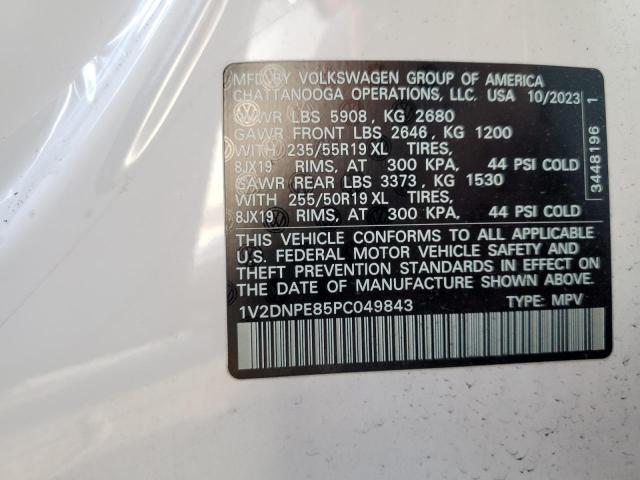 MFD. BY VOLKSWAGEN GROUP OF AMERICA
CHATTANOOGA OPERATIONS, LLC. USA 10/2023
GVWR LBS 5908, KG 2680
GAWR FRONT LBS 2646, KG 1200
WITH 235/55R19 XL TIRES,
8JX19 RIMS, AT 300 KPA, 44 PSI COLD
GAWR REAR LBS 3373, KG 1530
WITH 255/50R19 XL TIRES,
8JX19 RIMS, AT 300 KPA, 44 PSI COLD
THIS VEHICLE CONFORMS TO ALL APPLICABLE
U.S. FEDERAL MOTOR VEHICLE SAFETY AND
THEFT PREVENTION STANDARDS IN EFFECT ON
THE DATE OF MANUFACTURE SHOWN ABOVE.
1V2DNPE85PC049843 TYPE: MPV
3448196 1